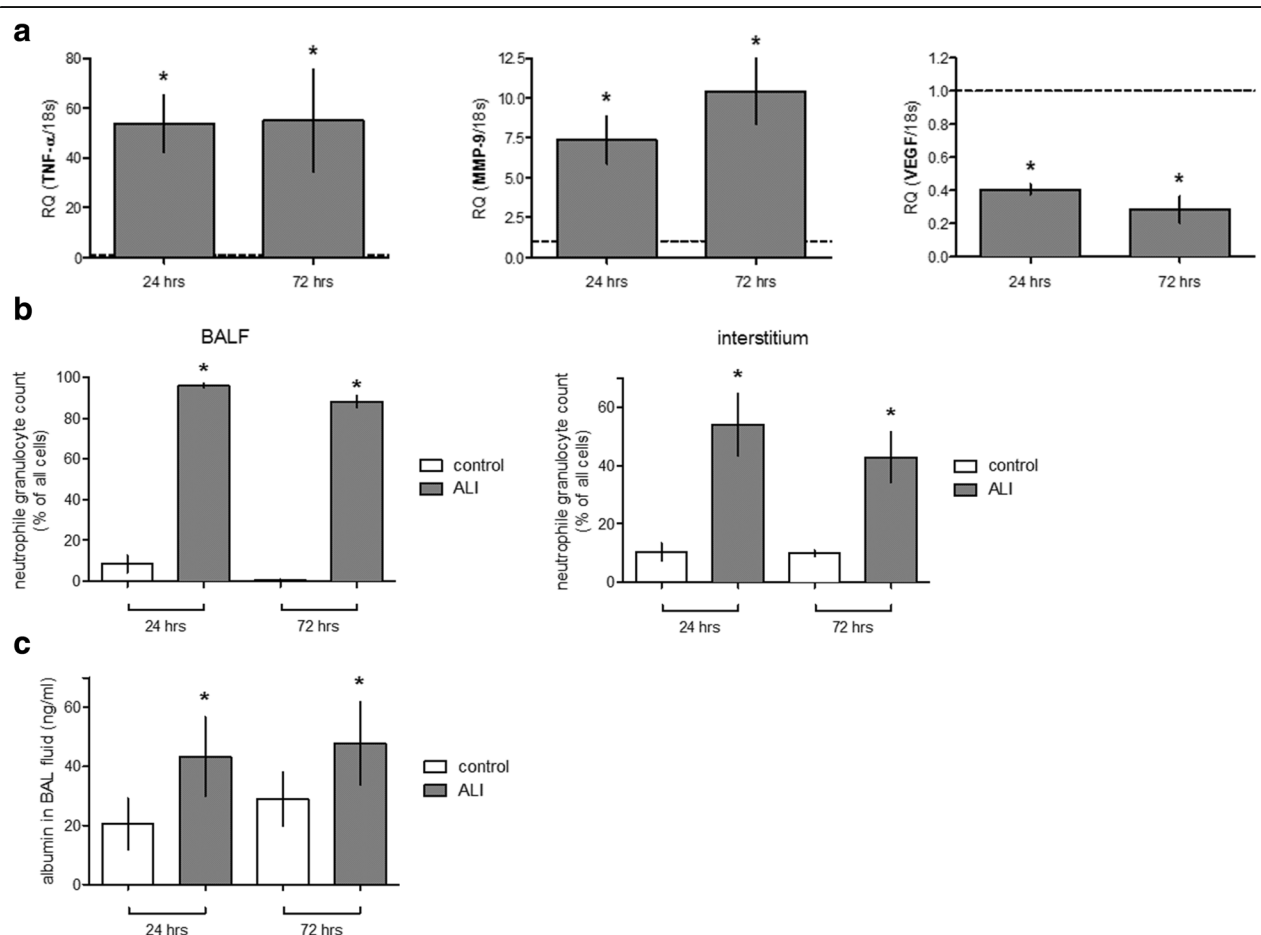 a
80
60
40
20
0
RQ (TNF-α/18s)
*
*
24 hrs
72 hrs
12.5
10.0
7.5
5.0
2.5
0.0
RQ (MMP-9/18s)
*
*
24 hrs
72 hrs
1.2
1.0
0.8
0.6
0.4
0.2
0.0
RQ (VEGF/18s)
*
*
24 hrs
72 hrs
b
BALF
neutrophile granulocyte count
(% of all cells)
100
80
60
40
20
0
*
*
24 hrs
72 hrs
control
ALI
interstitium
neutrophile granulocyte count
(% of all cells)
60
40
20
0
*
*
24 hrs
72 hrs
control
ALI
c
albumin in BAL fluid (ng/ml)
60
40
20
0
*
*
24 hrs
72 hrs
control
ALI